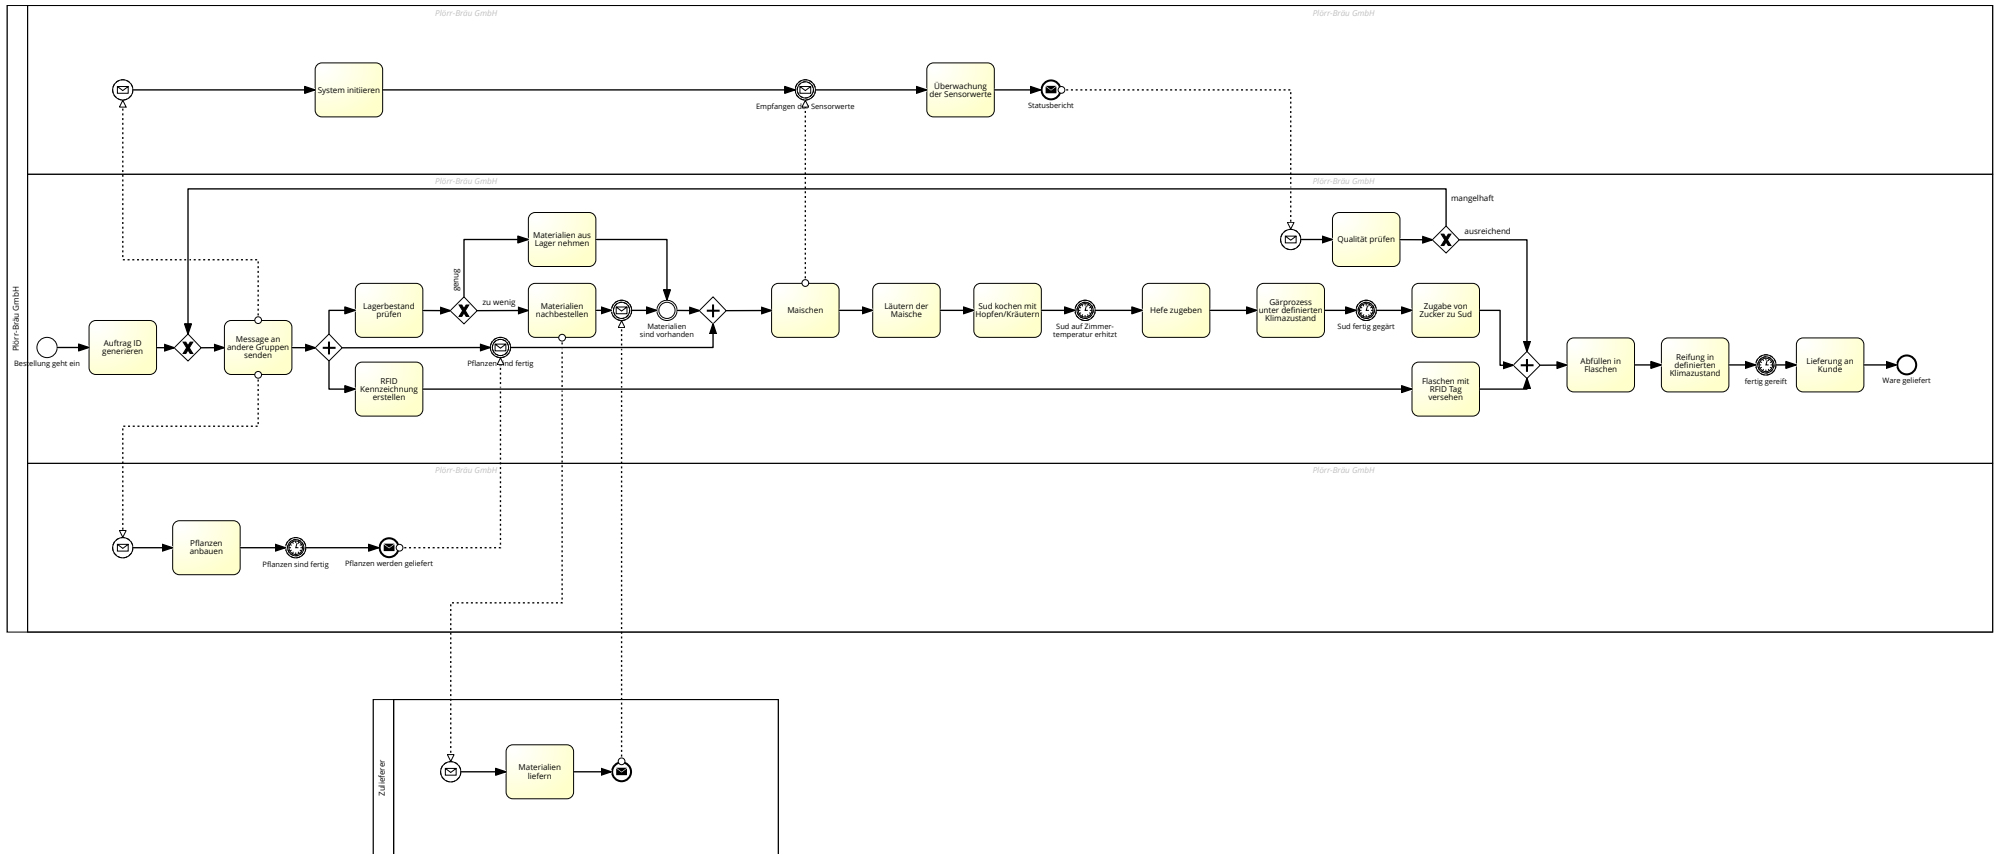 Plörr-Bräu GmbH
Plörr-Bräu GmbH
Plörr-Bräu GmbH
System initiieren
Empfangen der Sensorwerte
Überwachung
der Sensorwerte
Statusbericht
Plörr-Bräu GmbH
Plörr-Bräu GmbH
mangelhaft
ausreichend
Qualität prüfen
Materialien aus
Lager nehmen
genug
zu wenig
Bestellung geht ein
Auftrag ID
generieren
Message an
andere Gruppen
senden
Lagerbestand
prüfen
Materialien
nachbestellen
Materialien
sind vorhanden
Pflanzen sind fertig
RFID
Kennzeichnung
erstellen
Maischen
Läutern der
Maische
Sud kochen mit
Hopfen/Kräutern
Sud auf Zimmer-
temperatur erhitzt
Hefe zugeben
Gärprozess
unter definierten
Klimazustand
Sud fertig gegärt
Zugabe von
Zucker zu Sud
Flaschen mit
RFID Tag
versehen
Abfüllen in
Flaschen
Reifung in
definierten
Klimazustand
fertig gereift
Lieferung an
Kunde
Ware geliefert
Plörr-Bräu GmbH
Plörr-Bräu GmbH
Pflanzen
anbauen
Pflanzen sind fertig
Pflanzen werden geliefert
Zulieferer
Materialien
liefern